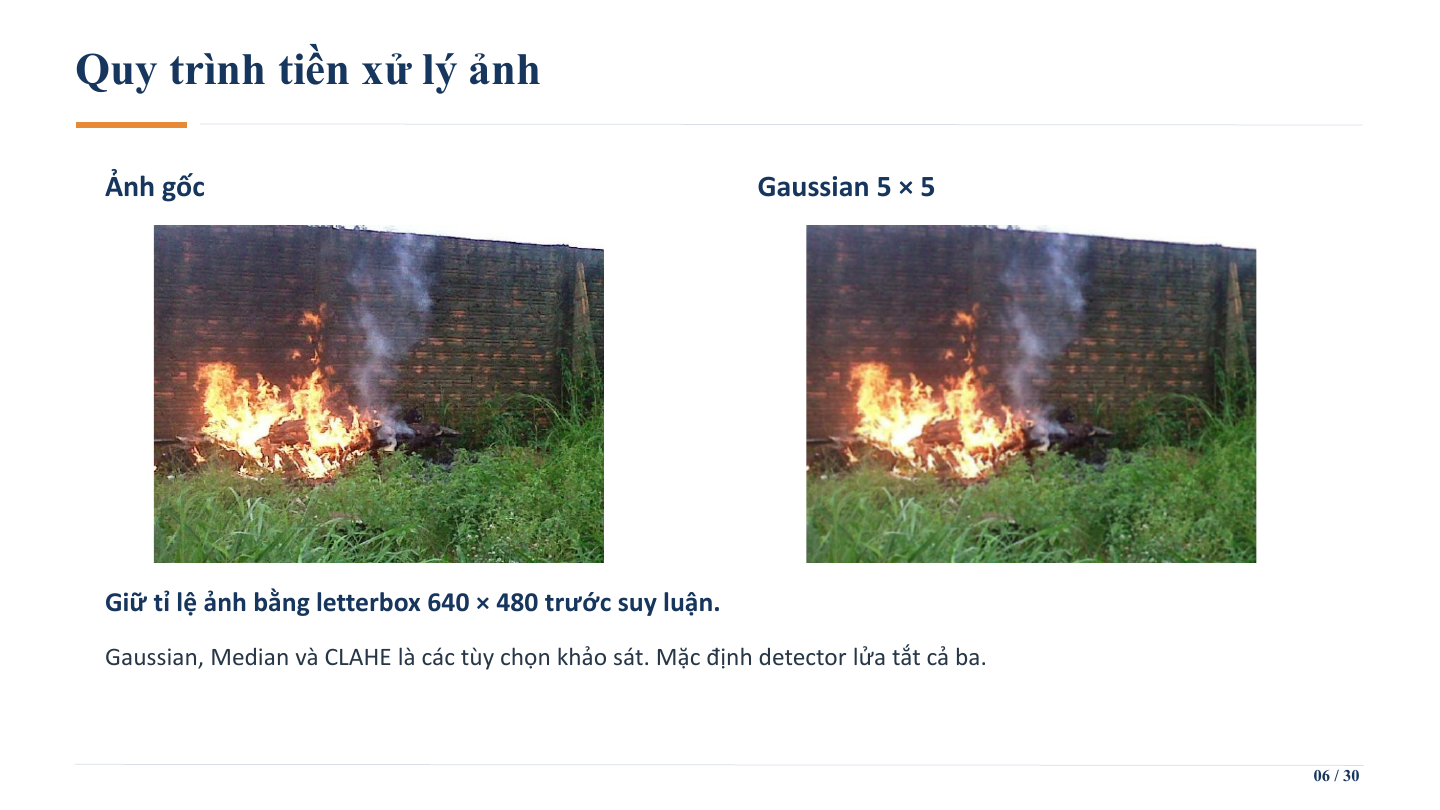 Quy trình tiền xử lý ảnh
Ảnh gốc
Gaussian 5 × 5
Giữ tỉ lệ ảnh bằng letterbox 640 × 480 trước suy luận.
Gaussian, Median và CLAHE là các tùy chọn khảo sát. Mặc định detector lửa tắt cả ba.
06 / 30